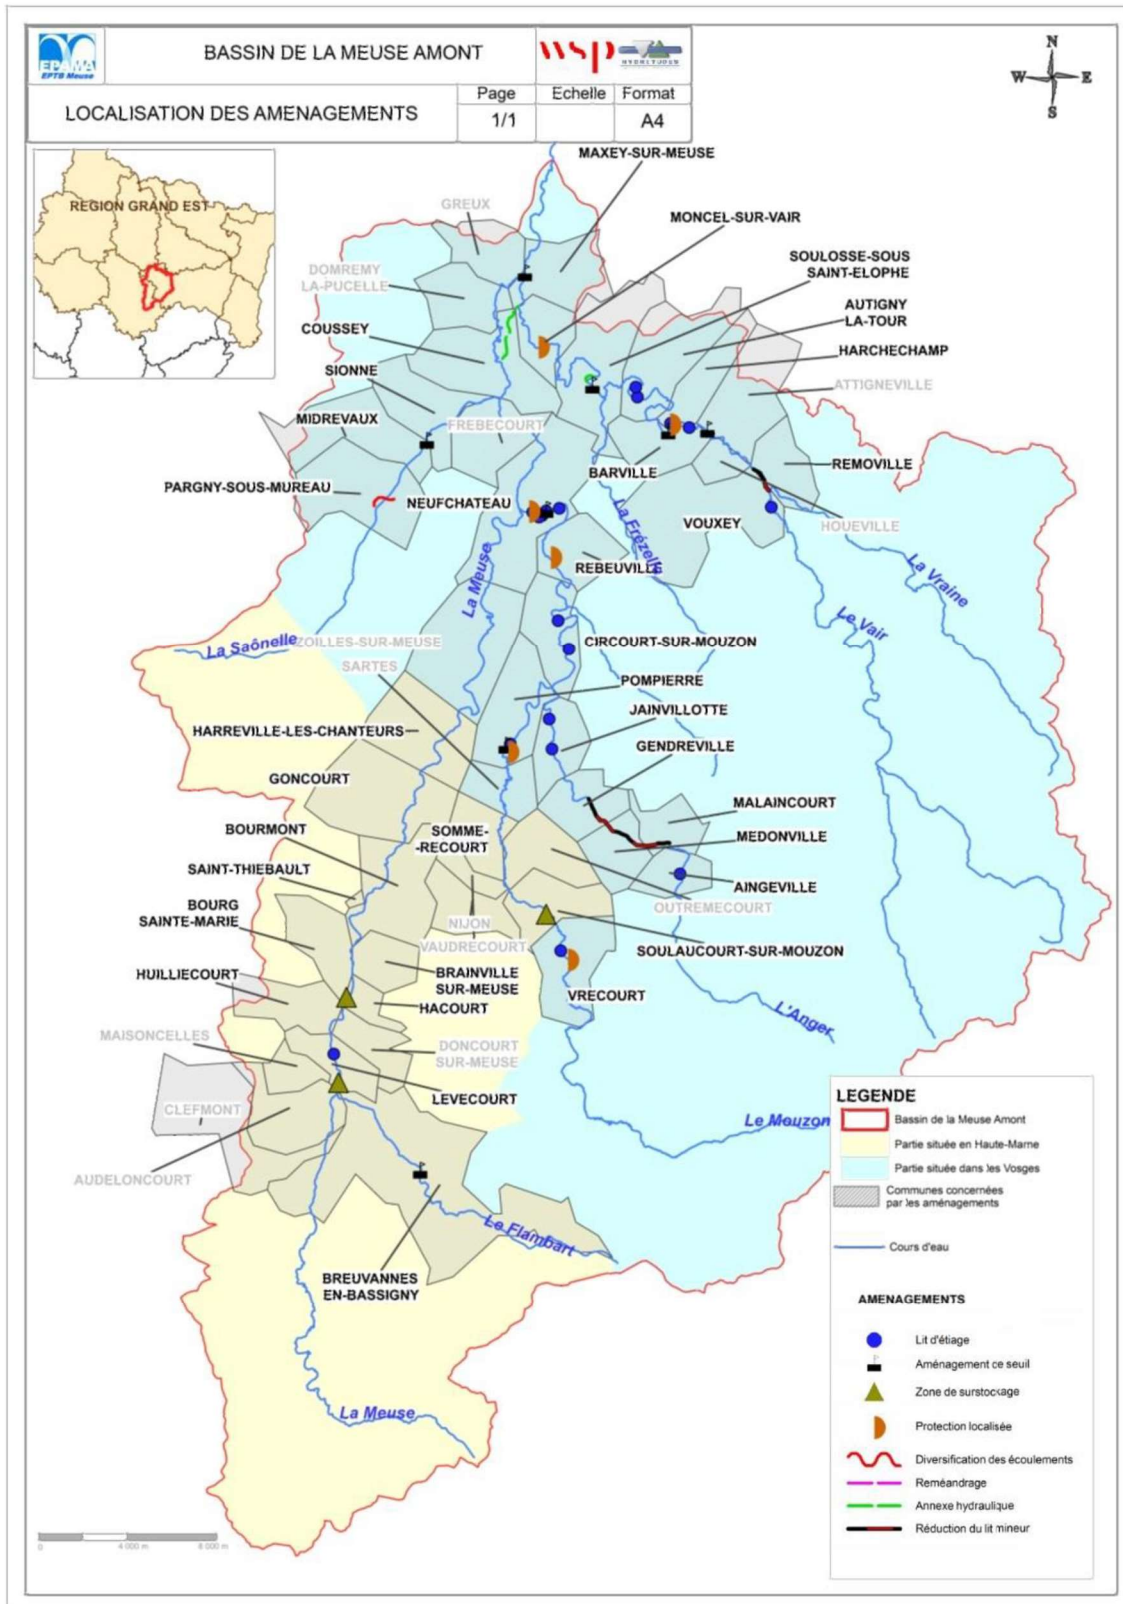 EPAMA
EPTB Meuse
BASSIN DE LA MEUSE AMONT
wsp
HYDRATUDES
LOCALISATION DES AMENAGEMENTS
Page
Echelle
Format
1/1
A4
N
W
E
S
REGION GRAND EST
MAXEY-SUR-MEUSE
GREUX
MONCEL-SUR-VAIR
SOULOSSE-SOUS
SAINT-ELOPHE
DOMREMY
LA-PUCELLE
AUTIGNY
LA-TOUR
COUSSEY
HARCHECHAMP
SIONNE
ATTIGNEVILLE
MIDREVAUX
FREBECOURT
BARVILLE
REMOVILLE
PARGNY-SOUS-MUREAU
NEUFCHATEAU
VOUXEY
HOUEVILLE
La Frézelle
La Meuse
REBEUVILLE
La Vraine
Le Vair
La Saônelle
ZOILLES-SUR-MEUSE
CIRCOURT-SUR-MOUZON
SARTES
POMPIERRE
JAINVILLOTTE
HARREVILLE-LES-CHANTEURS
GENDREVILLE
GONCOURT
MALAINCOURT
BOURMONT
SOMME-
-RECOURT
MEDONVILLE
SAINT-THIEBAULT
AINGEVILLE
BOURG
SAINTE-MARIE
OUTREMECOURT
NIJON
VAUDRECOURT
SOULAUCOURT-SUR-MOUZON
HUILLIECOURT
BRAINVILLE
SUR-MEUSE
VRECOURT
HACOURT
L'Anger
MAISONCELLES
DONCOURT
SUR-MEUSE
LEVECOURT
CLEFMONT
Le Mouzon
AUDELONCOURT
Le Flambart
BREUVANNES
EN-BASSIGNY
La Meuse
0
4 000 m
8 000 m
LEGENDE
Bassin de la Meuse Amont
Partie située en Haute-Marne
Partie située dans les Vosges
Communes concernées
par les aménagements
Cours d'eau
AMENAGEMENTS
Lit d'étiage
Aménagement ce seuil
Zone de surstockage
Protection localisée
Diversification des écoulements
Reméandrage
Annexe hydraulique
Réduction du lit mineur